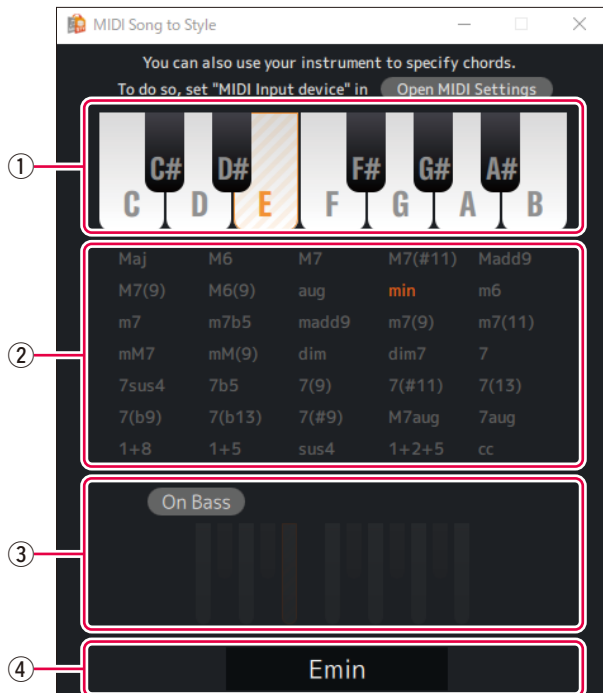 MIDI Song to Style
You can also use your instrument to specify chords.
To do so, set "MIDI Input device" in Open MIDI Settings
①
C# D# F# G# A#
C D E F G A B
②
Maj M6 M7 M7(#11) Madd9
M7(9) M6(9) aug min m6
m7 m7b5 madd9 m7(9) m7(11)
mM7 mM(9) dim dim7 7
7sus4 7b5 7(9) 7(#11) 7(13)
7(b9) 7(b13) 7(#9) M7aug 7aug
1+8 1+5 sus4 1+2+5 cc
③
On Bass
④
Emin